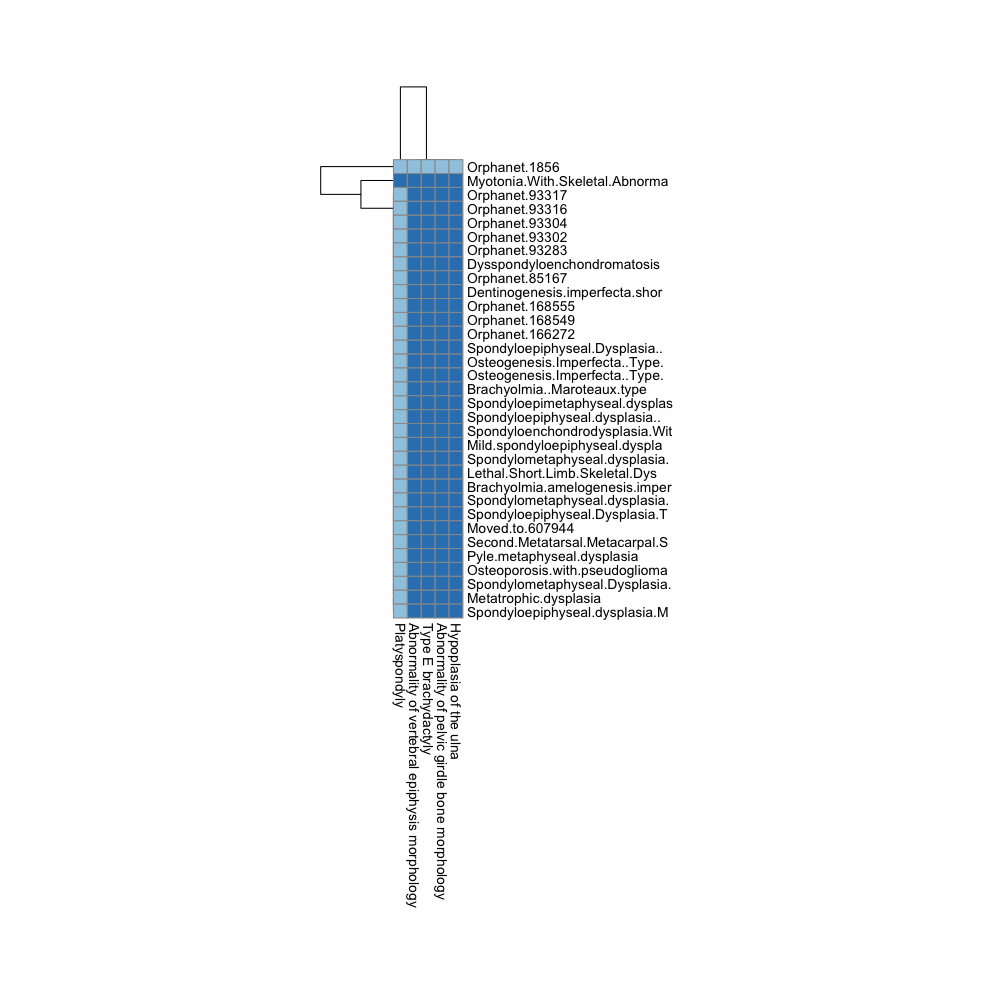 Orphanet.1856
Myotonia.With.Skeletal.Abnorma
Orphanet.93317
Orphanet.93316
Orphanet.93304
Orphanet.93302
Orphanet.93283
Dysspondyloenchondromatosis
Orphanet.85167
Dentinogenesis.imperfecta.shor
Orphanet.168555
Orphanet.168549
Orphanet.166272
Spondyloepiphyseal.Dysplasia..
Osteogenesis.Imperfecta..Type.
Osteogenesis.Imperfecta..Type.
Brachyolmia..Maroteaux.type
Spondyloepimetaphyseal.dysplas
Spondyloepiphyseal.dysplasia..
Spondyloenchondrodysplasia.Wit
Mild.spondyloepiphyseal.dyspla
Spondylometaphyseal.dysplasia.
Lethal.Short.Limb.Skeletal.Dys
Brachyolmia.amelogenesis.imper
Spondylometaphyseal.dysplasia.
Spondyloepiphyseal.Dysplasia.T
Moved.to.607944
Second.Metatarsal.Metacarpal.S
Pyle.metaphyseal.dysplasia
Osteoporosis.with.pseudoglioma
Spondylometaphyseal.Dysplasia.
Metatrophic.dysplasia
Spondyloepiphyseal.dysplasia.M
Platyspondyly
Abnormality of vertebral epiphysis morphology
Type E brachydactyly
Abnormality of pelvic girdle bone morphology
Hypoplasia of the ulna